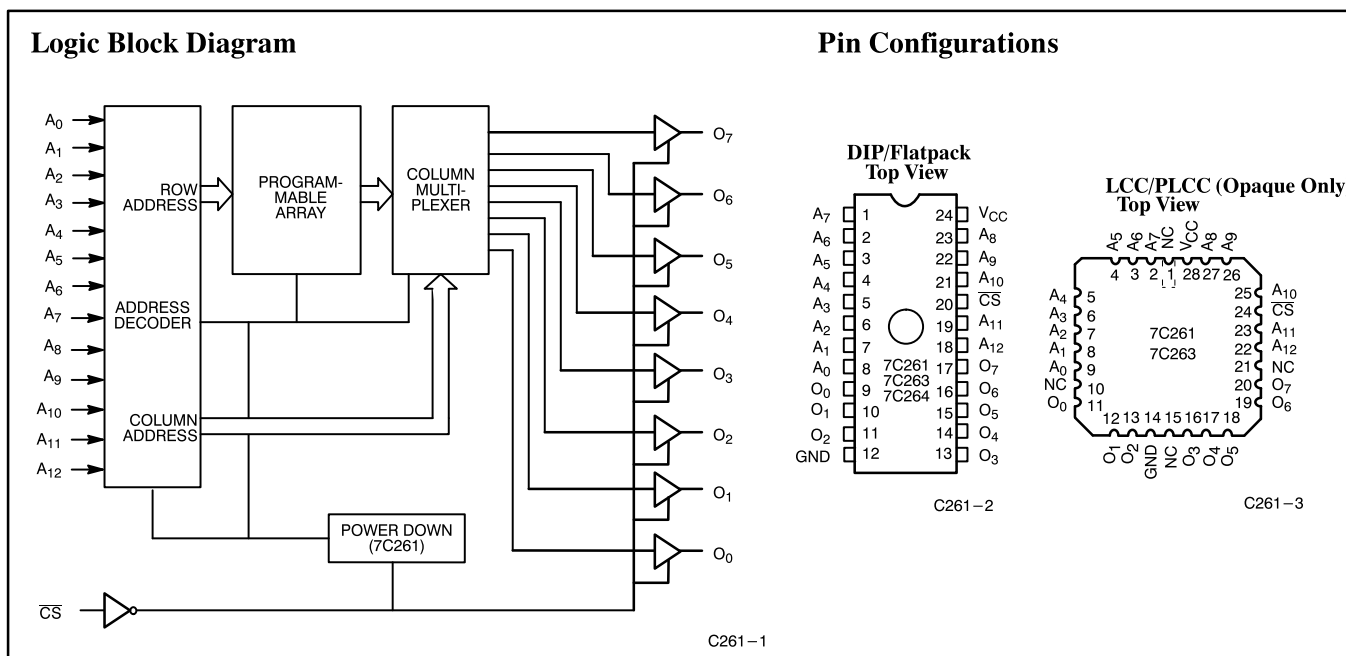 Logic Block Diagram
A0
A1
A2
A3
A4
A5
A6
A7
A8
A9
A10
A11
A12
ROW
ADDRESS
ADDRESS
DECODER
COLUMN
ADDRESS
PROGRAM-
MABLE
ARRAY
COLUMN
MULTI-
PLEXER
POWER DOWN
(7C261)
CS
O7
O6
O5
O4
O3
O2
O1
O0
C261-1
Pin Configurations
DIP/Flatpack
Top View
A7 1 24 VCC
A6 2 23 A8
A5 3 22 A9
A4 4 21 A10
A3 5 20 CS
A2 6 19 A11
A1 7 18 A12
A0 8 7C261 17 O7
O0 9 7C263 16 O6
O1 10 7C264 15 O5
O2 11 14 O4
GND 12 13 O3
C261-2
LCC/PLCC (Opaque Only
Top View
A5 A6 A7 NC VCC A8 A9
4 3 2 1 28 27 26
A4 5 25 A10
A3 6 24 CS
A2 7 7C261 23 A11
A1 8 7C263 22 A12
A0 9 21 NC
NC 10 20 O7
O0 11 19 O6
12 13 14 15 16 17 18
O1 O2 GND NC O3 O4 O5
C261-3